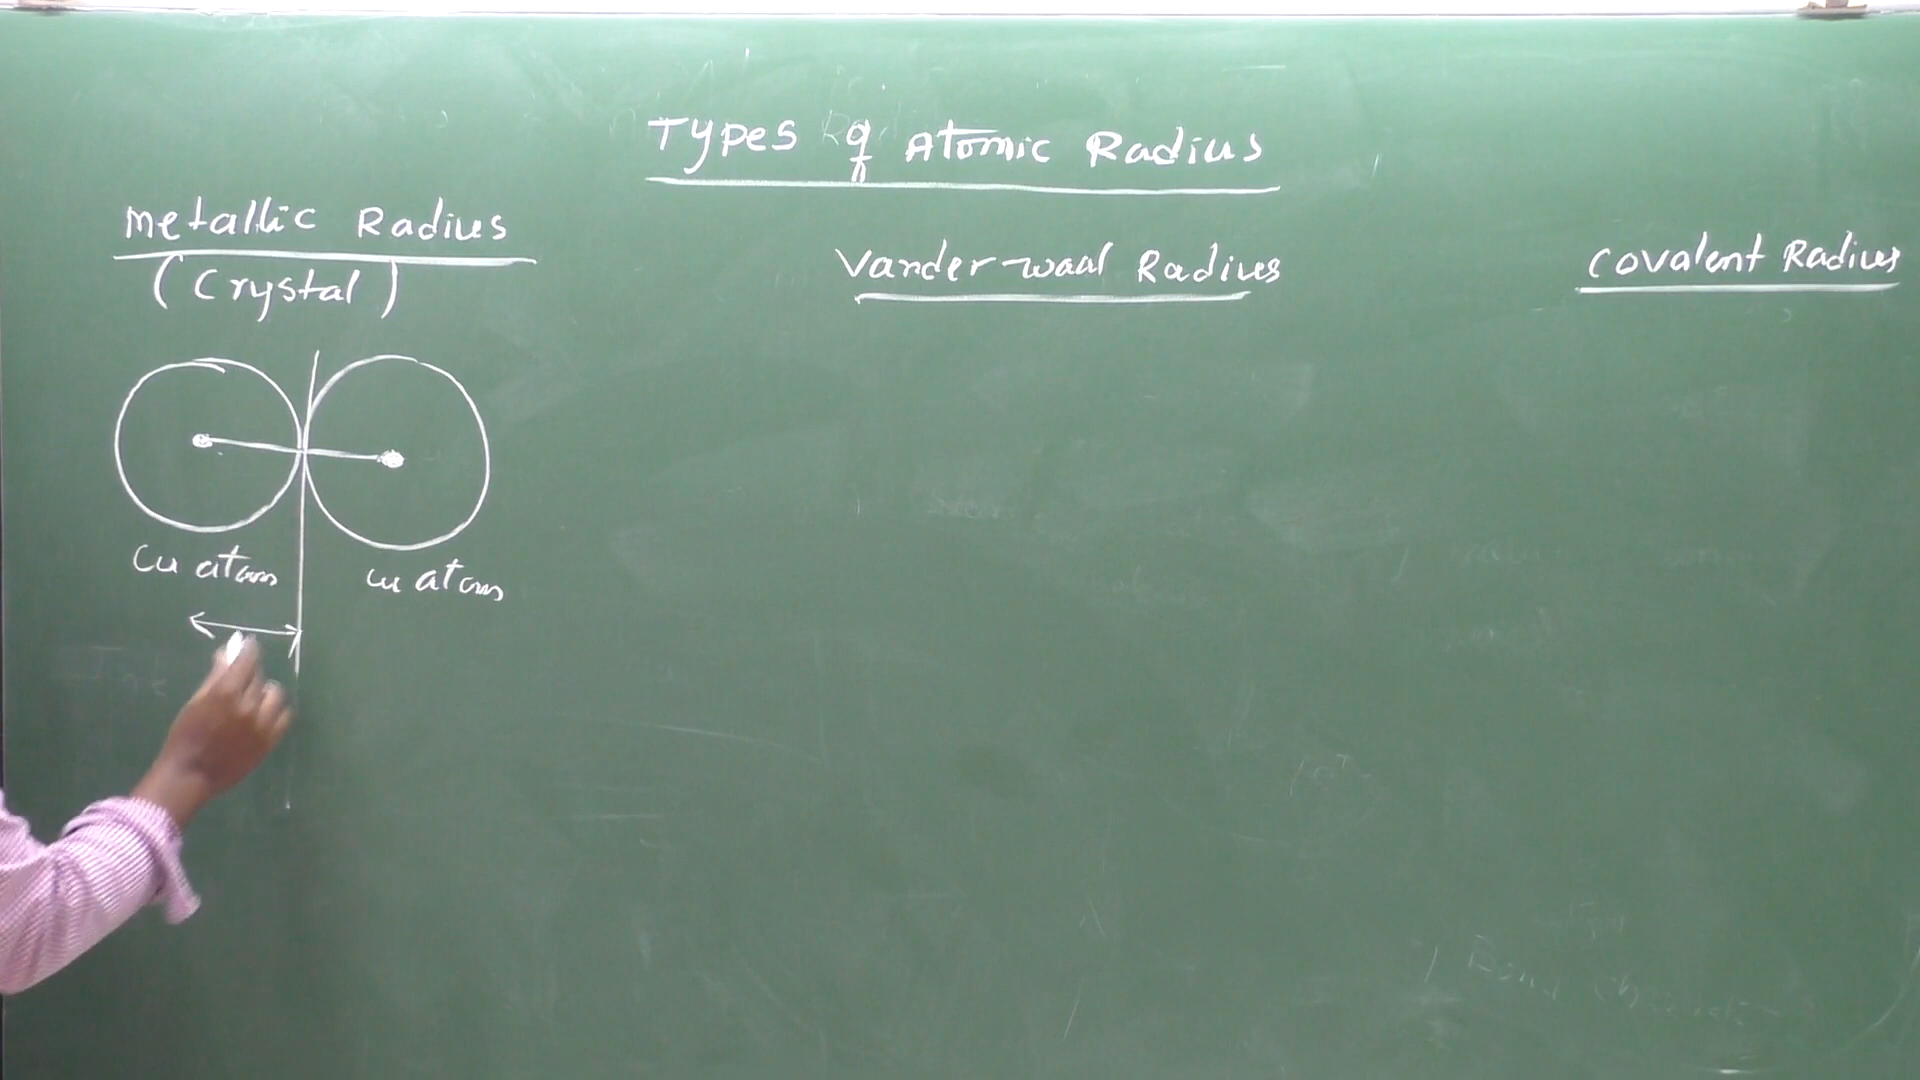 Types of Atomic Radius
Metallic Radius
(Crystal)
Vander-waal Radius
Covalent Radius
Cu atom
Cu atom